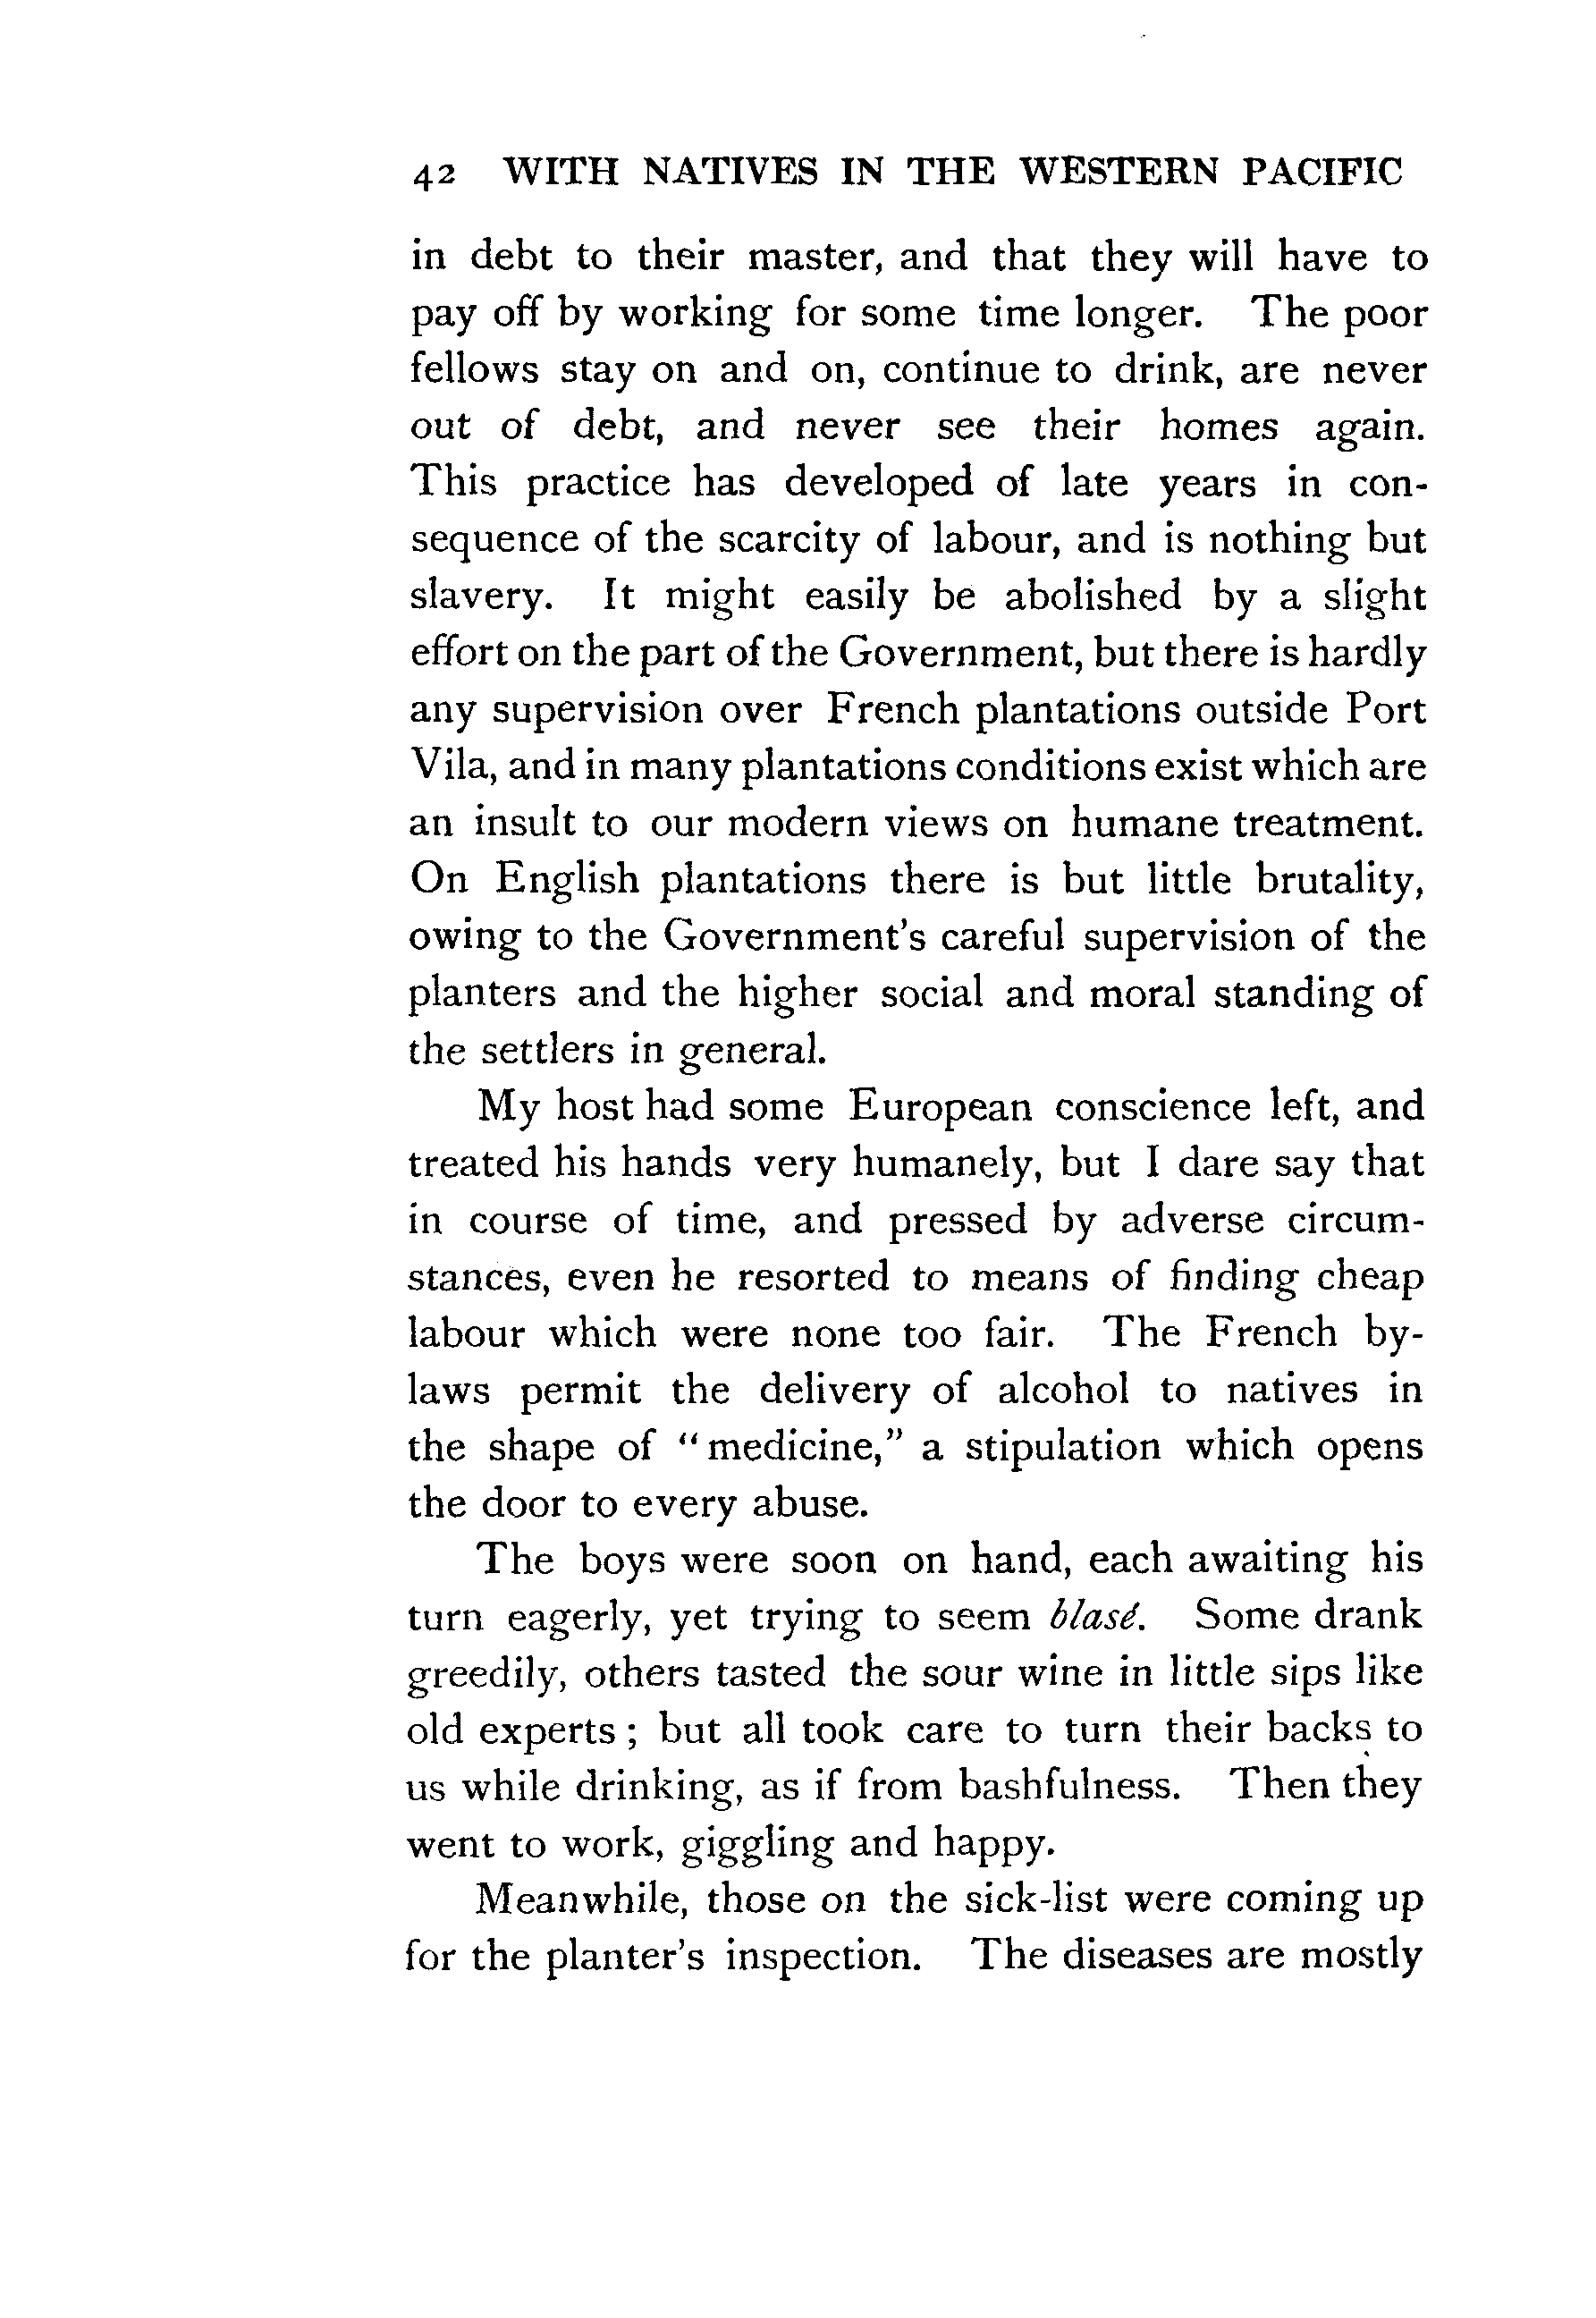 42 WITH NATIVES IN THE WESTERN PACIFIC
in debt to their master, and that they will have to
pay off by working for some time longer. The poor
fellows stay on and on, continue to drink, are never
out of debt, and never see their homes again.
This practice has developed of late years in con-
sequence of the scarcity of labour, and is nothing but
slavery. It might easily be abolished by a slight
effort on the part of the Government, but there is hardly
any supervision over French plantations outside Port
Vila, and in many plantations conditions exist which are
an insult to our modern views on humane treatment.
On English plantations there is but little brutality,
owing to the Government's careful supervision of the
planters and the higher social and moral standing of
the settlers in general.
My host had some European conscience left, and
treated his hands very humanely, but I dare say that
in course of time, and pressed by adverse circum-
stances, even he resorted to means of finding cheap
labour which were none too fair. The French by-
laws permit the delivery of alcohol to natives in
the shape of "medicine," a stipulation which opens
the door to every abuse.
The boys were soon on hand, each awaiting his
turn eagerly, yet trying to seem blasé. Some drank
greedily, others tasted the sour wine in little sips like
old experts ; but all took care to turn their backs to
us while drinking, as if from bashfulness. Then they
went to work, giggling and happy.
Meanwhile, those on the sick-list were coming up
for the planter's inspection. The diseases are mostly